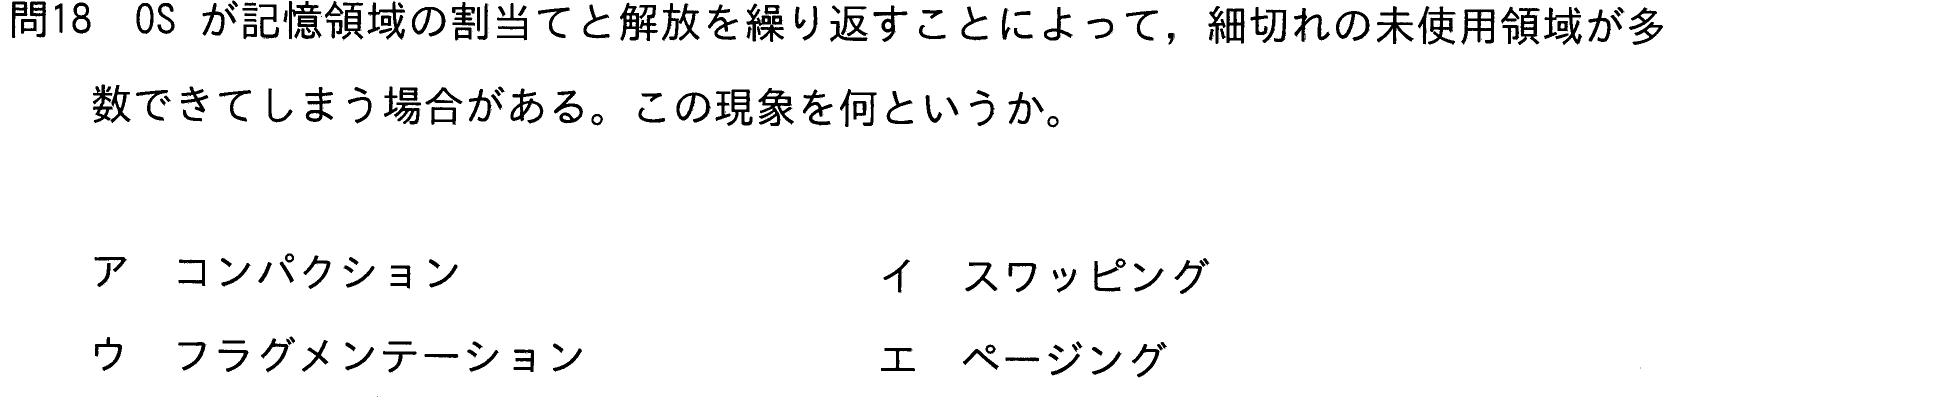 問18 OS が記憶領域の割当てと解放を繰り返すことによって，細切れの未使用領域が多
数できてしまう場合がある。この現象を何というか。
ア コンパクション イ スワッピング
ウ フラグメンテーション エ ページング